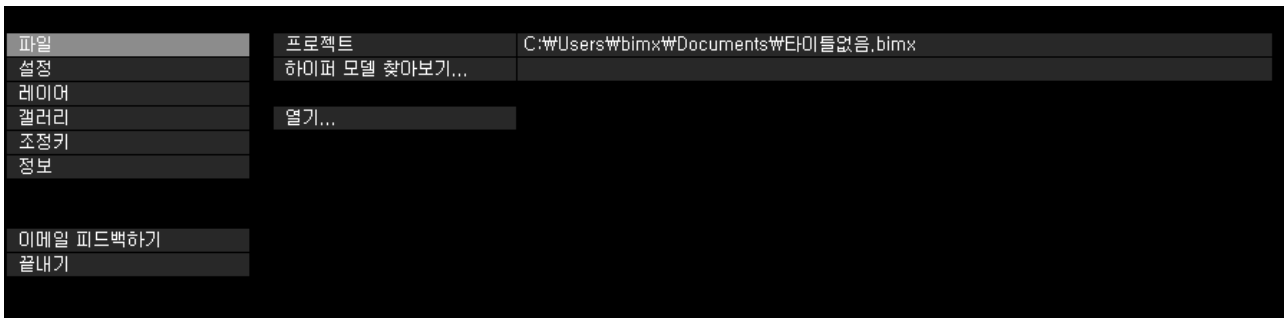 파일
설정
레이어
갤러리
조정키
정보
이메일 피드백하기
끝내기
프로젝트 C:₩Users₩bimx₩Documents₩타이틀없음.bimx
하이퍼 모델 찾아보기...
열기...